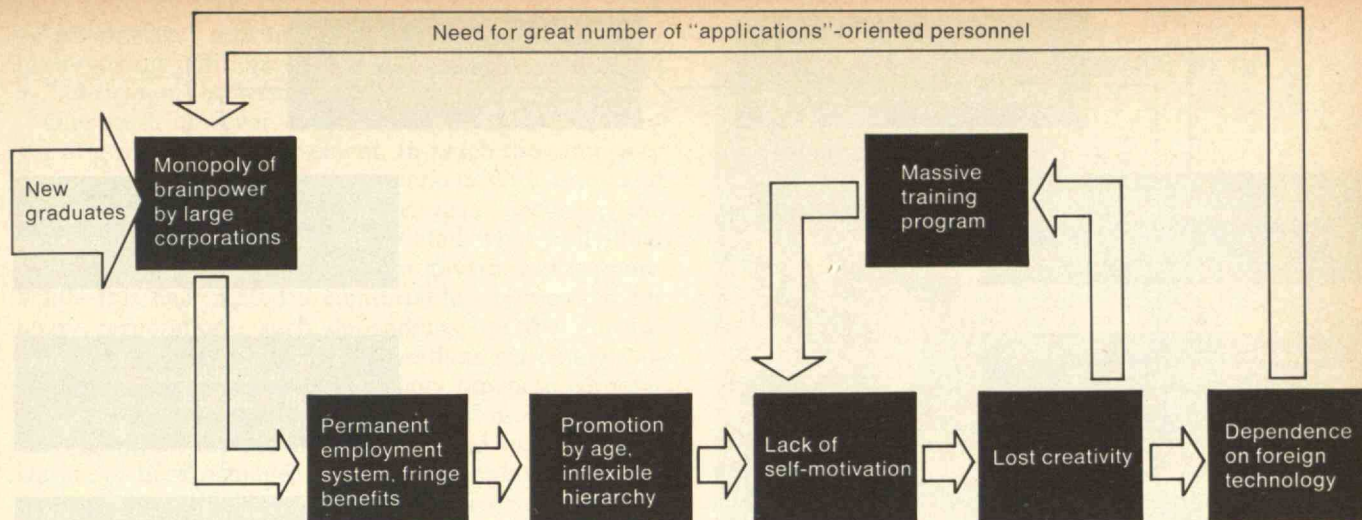 Need for great number of "applications"-oriented personnel
New
graduates
Monopoly of
brainpower
by large
corporations
Massive
training
program
Permanent
employment
system, fringe
benefits
Promotion
by age,
inflexible
hierarchy
Lack of
self-motivation
Lost creativity
Dependence
on foreign
technology